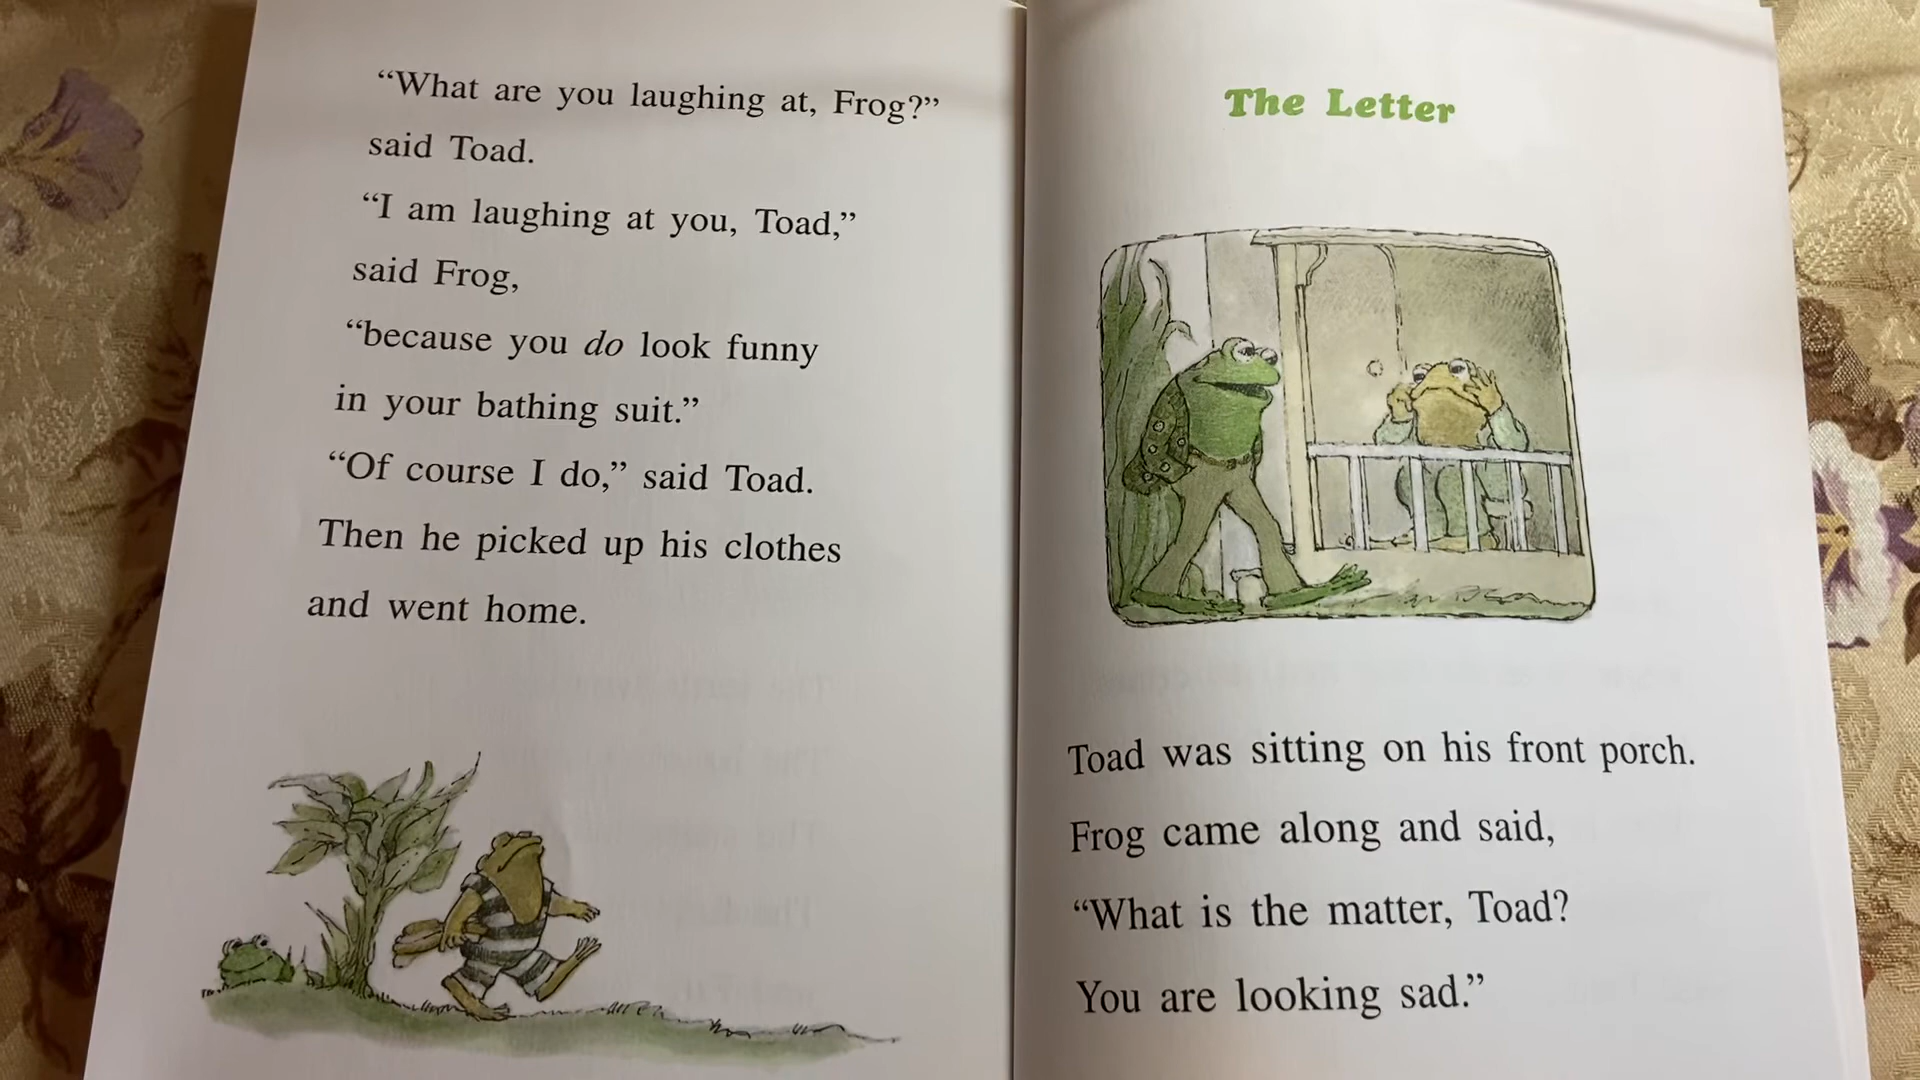 “What are you laughing at, Frog?”
said Toad.
“I am laughing at you, Toad,”
said Frog,
“because you do look funny
in your bathing suit.”
“Of course I do,” said Toad.
Then he picked up his clothes
and went home.
The Letter
Toad was sitting on his front porch.
Frog came along and said,
“What is the matter, Toad?
You are looking sad.”